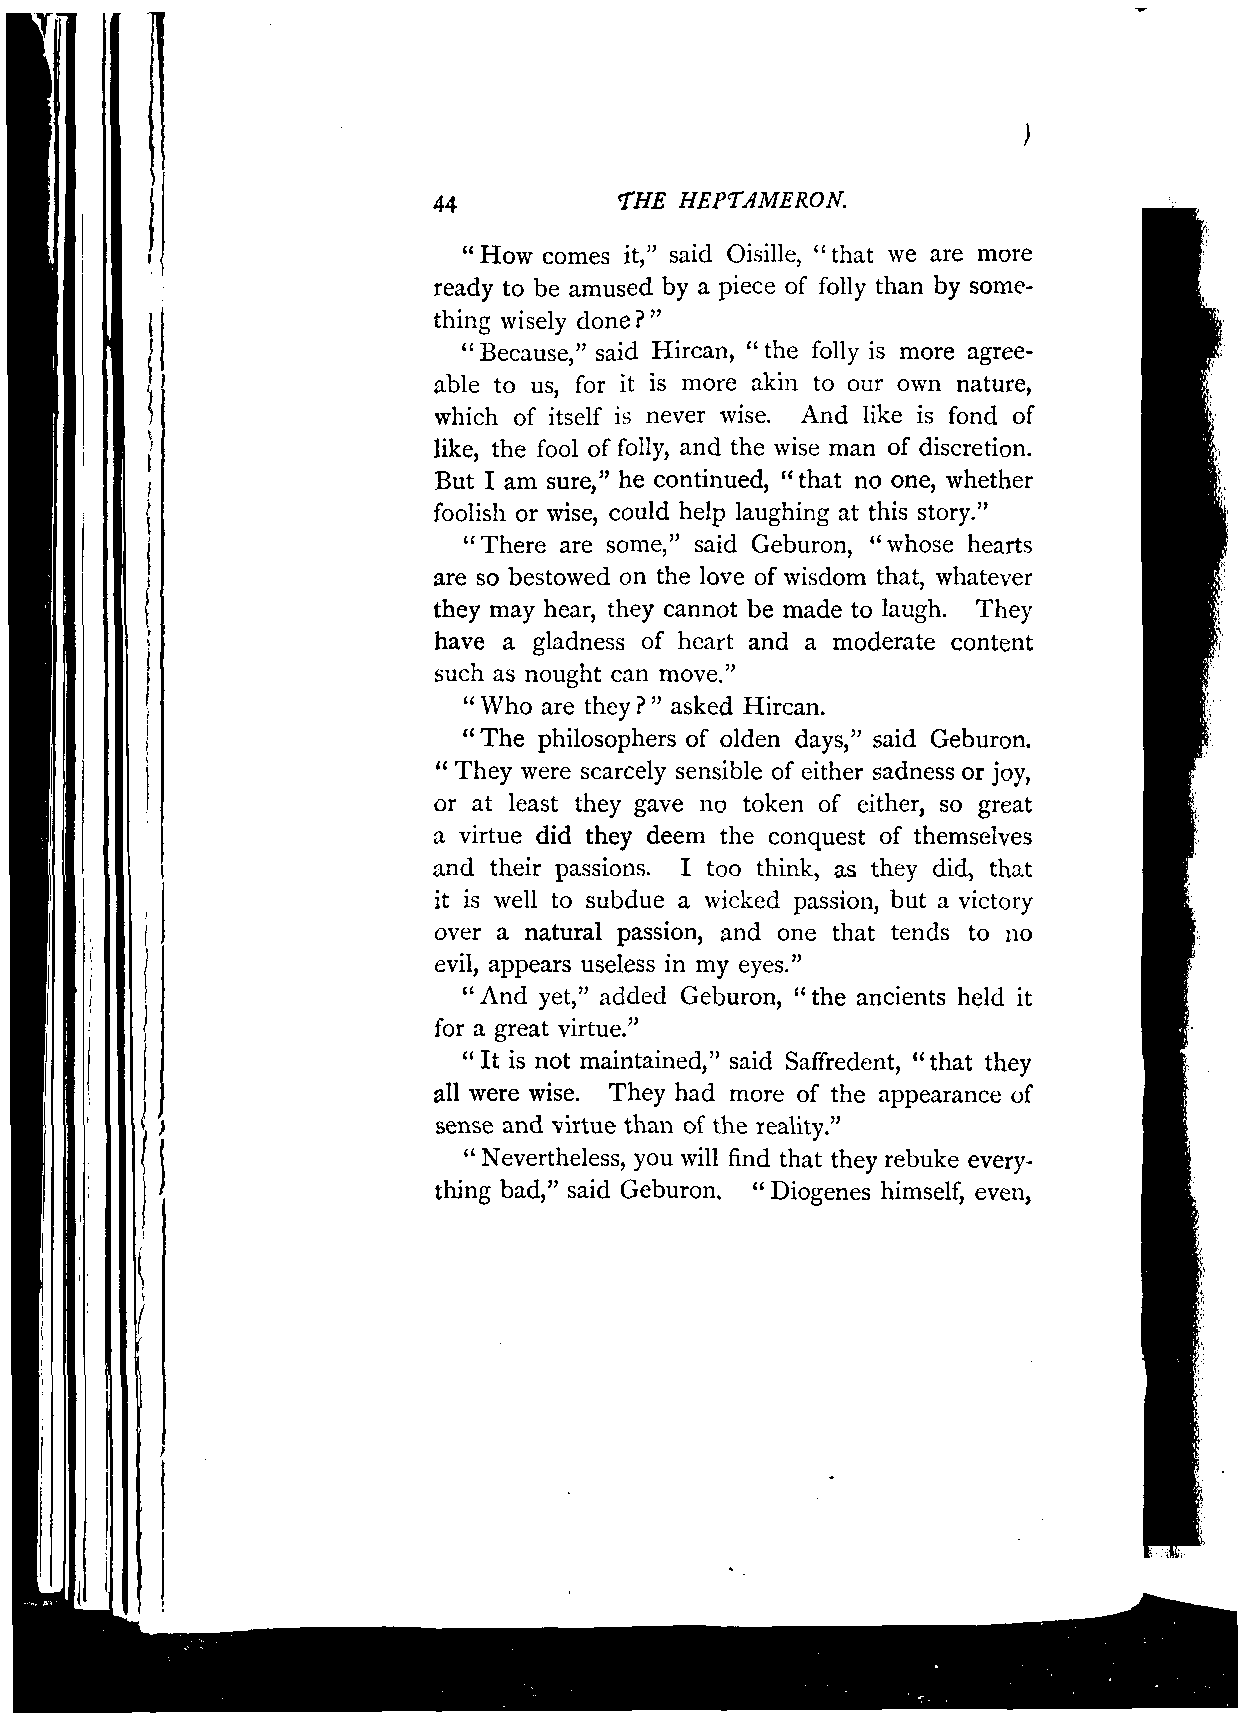 44 THE HEPTAMERON.
"How comes it," said Oisille, "that we are more
ready to be amused by a piece of folly than by some-
thing wisely done?"
"Because," said Hircan, "the folly is more agree-
able to us, for it is more akin to our own nature,
which of itself is never wise. And like is fond of
like, the fool of folly, and the wise man of discretion.
But I am sure," he continued, "that no one, whether
foolish or wise, could help laughing at this story."
"There are some," said Geburon, "whose hearts
are so bestowed on the love of wisdom that, whatever
they may hear, they cannot be made to laugh. They
have a gladness of heart and a moderate content
such as nought can move."
"Who are they?" asked Hircan.
"The philosophers of olden days," said Geburon.
"They were scarcely sensible of either sadness or joy,
or at least they gave no token of either, so great
a virtue did they deem the conquest of themselves
and their passions. I too think, as they did, that
it is well to subdue a wicked passion, but a victory
over a natural passion, and one that tends to no
evil, appears useless in my eyes."
"And yet," added Geburon, "the ancients held it
for a great virtue."
"It is not maintained," said Saffredent, "that they
all were wise. They had more of the appearance of
sense and virtue than of the reality."
"Nevertheless, you will find that they rebuke every-
thing bad," said Geburon. "Diogenes himself, even,